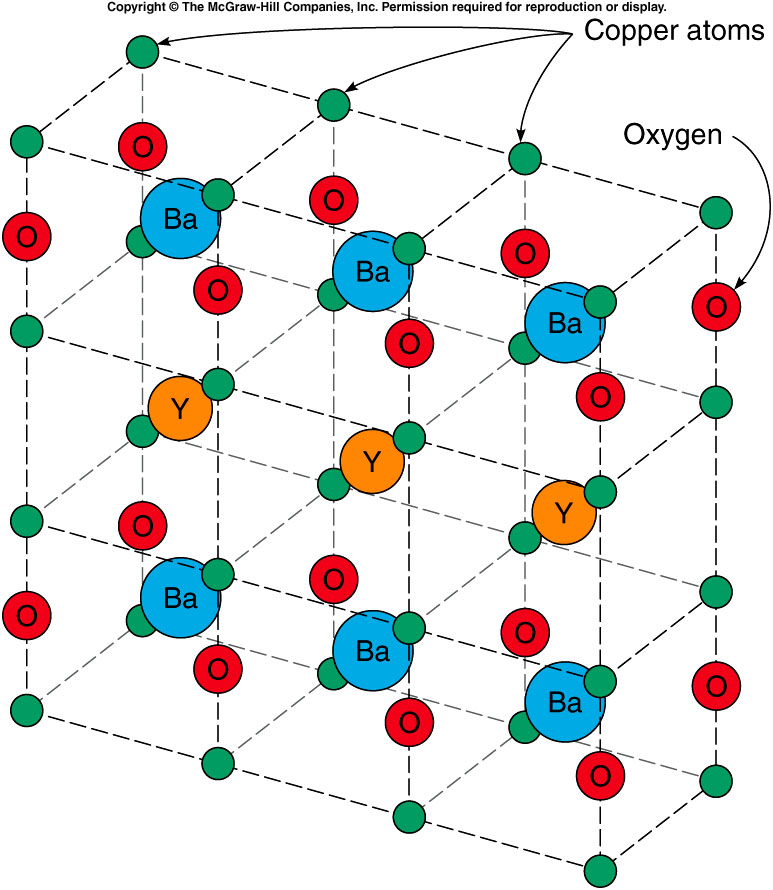 Copyright © The McGraw-Hill Companies, Inc. Permission required for reproduction or display.
Copper atoms
Oxygen
O
Ba
O
O
Ba
O
O
O
Ba
O
O
O
Y
Y
Y
O
Ba
O
O
Ba
O
O
O
Ba
O
O
O